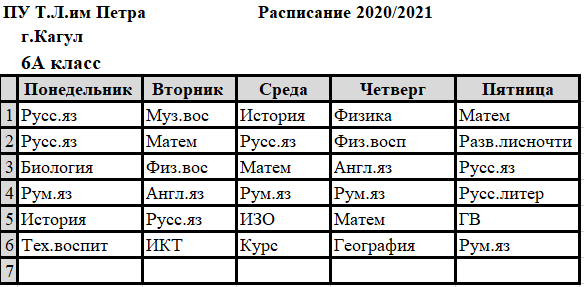 ПУ Т.Л.им Петра Расписание 2020/2021
г.Кагул
6А класс
Понедельник Вторник Среда Четверг Пятница
1 Русс.яз Муз.вос История Физика Матем
2 Русс.яз Матем Русс.яз Физ.восп Разв.лисночти
3 Биология Физ.вос Матем Англ.яз Русс.яз
4 Рум.яз Англ.яз Рум.яз Рум.яз Русс.литер
5 История Русс.яз ИЗО Матем ГВ
6 Тех.воспит ИКТ Курс География Рум.яз
7